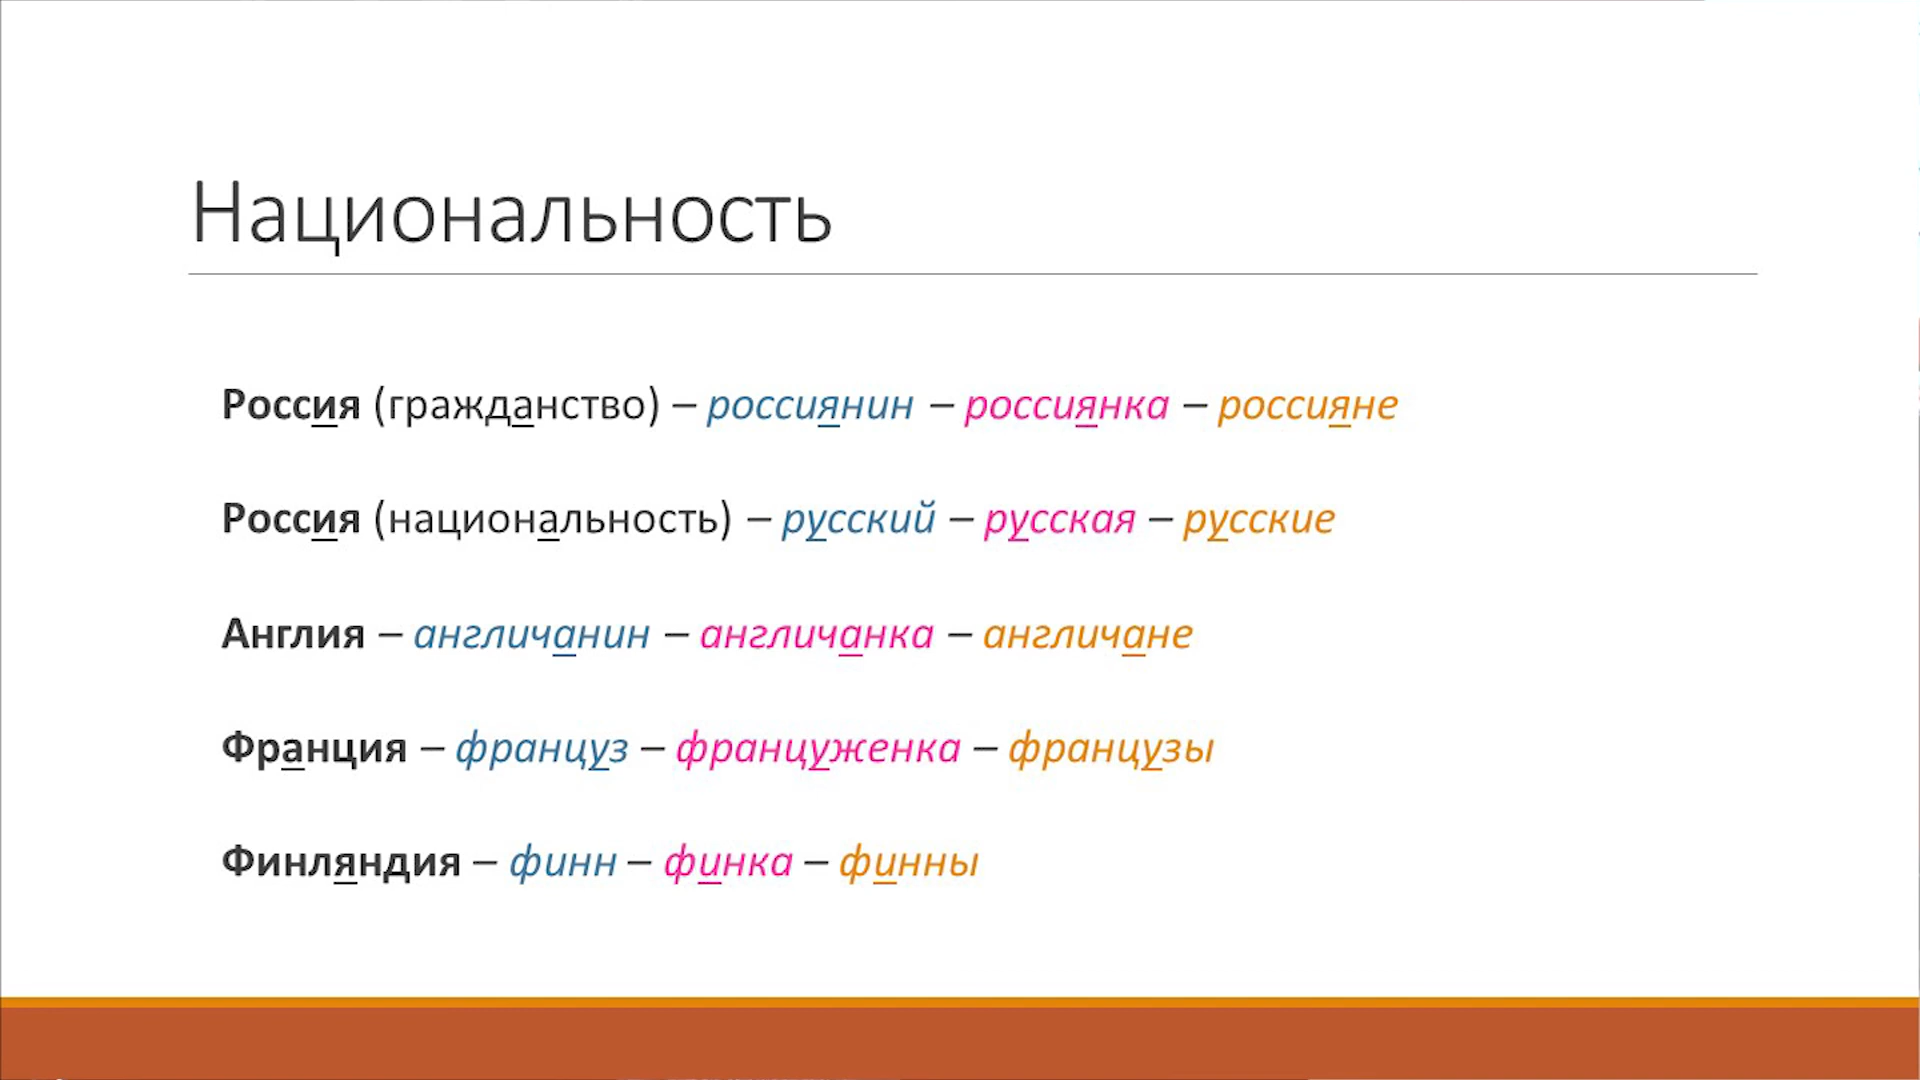 Национальность
Россия (гражданство) – россиянин – россиянка – россияне
Россия (национальность) – русский – русская – русские
Англия – англичанин – англичанка – англичане
Франция – француз – француженка – французы
Финляндия – финн – финка – финны